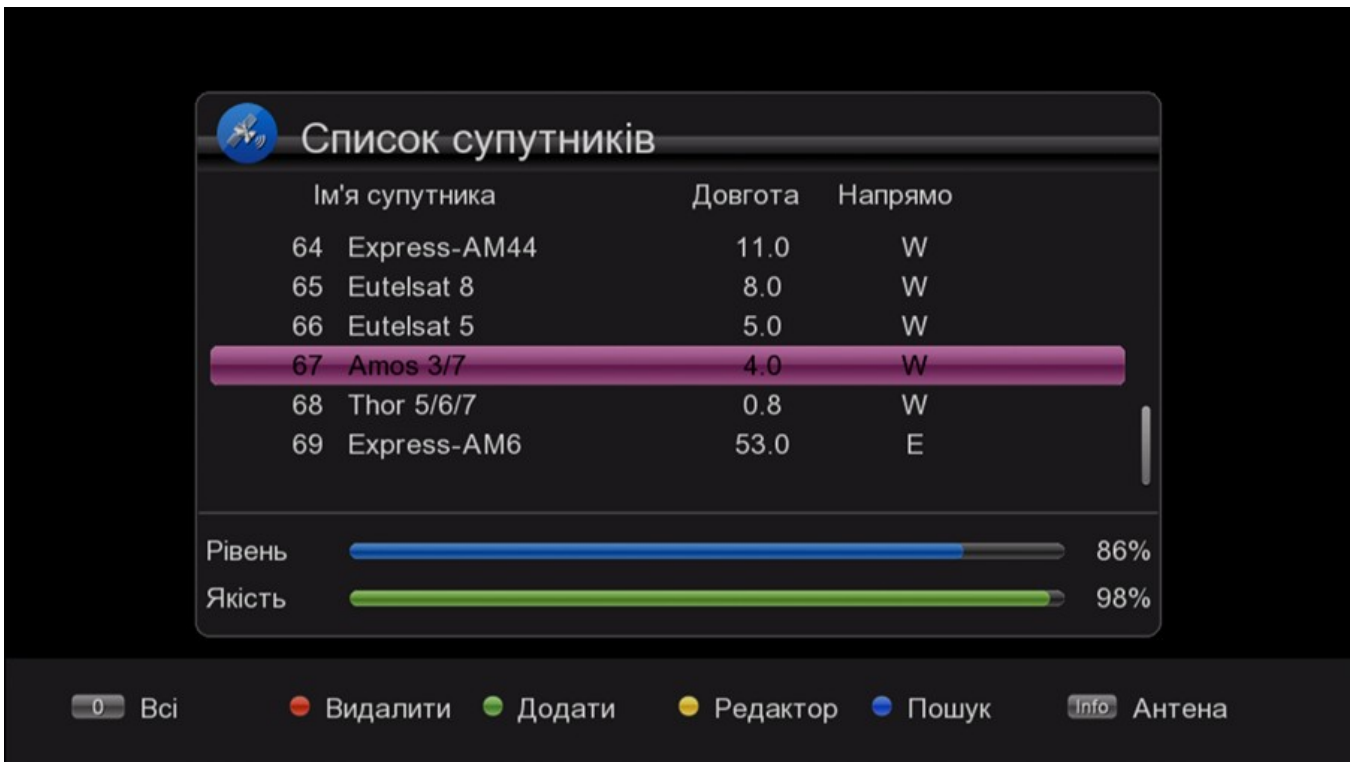 Список супутників
Ім'я супутника Довгота Напрямо
64 Express-AM44 11.0 W
65 Eutelsat 8 8.0 W
66 Eutelsat 5 5.0 W
67 Amos 3/7 4.0 W
68 Thor 5/6/7 0.8 W
69 Express-AM6 53.0 E
Рівень 86%
Якість 98%
0 Всі Видалити Додати Редактор Пошук Info Антена